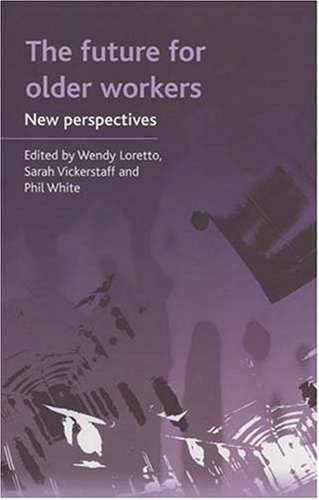 The future for
older workers
New perspectives
Edited by Wendy Loretto,
Sarah Vickerstaff and
Phil White